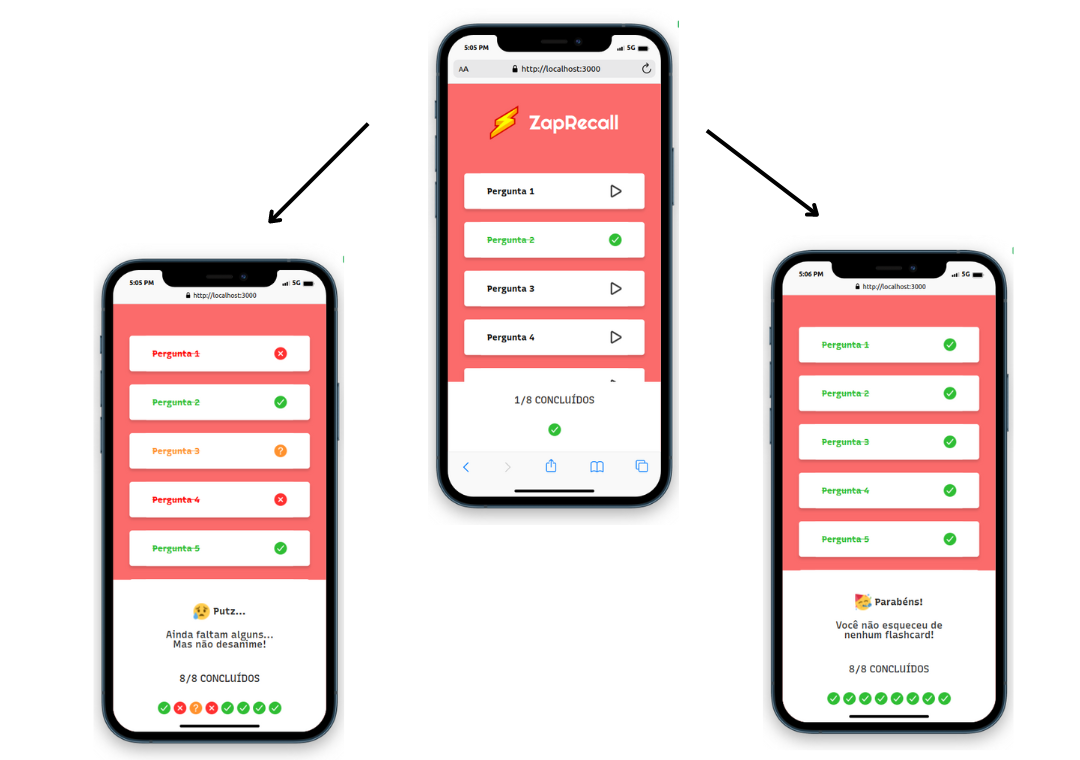 5:05 PM
5G
AA
http://localhost:3000
ZapRecall
Pergunta 1
Pergunta 2
Pergunta 3
Pergunta 4
1/8 CONCLUÍDOS
5:05 PM
5G
http://localhost:3000
Pergunta 1
Pergunta 2
Pergunta 3
?
Pergunta 4
Pergunta 5
Putz...
Ainda faltam alguns...
Mas não desanime!
8/8 CONCLUÍDOS
?
5:06 PM
5G
http://localhost:3000
Pergunta 1
Pergunta 2
Pergunta 3
Pergunta 4
Pergunta 5
Parabéns!
Você não esqueceu de
nenhum flashcard!
8/8 CONCLUÍDOS